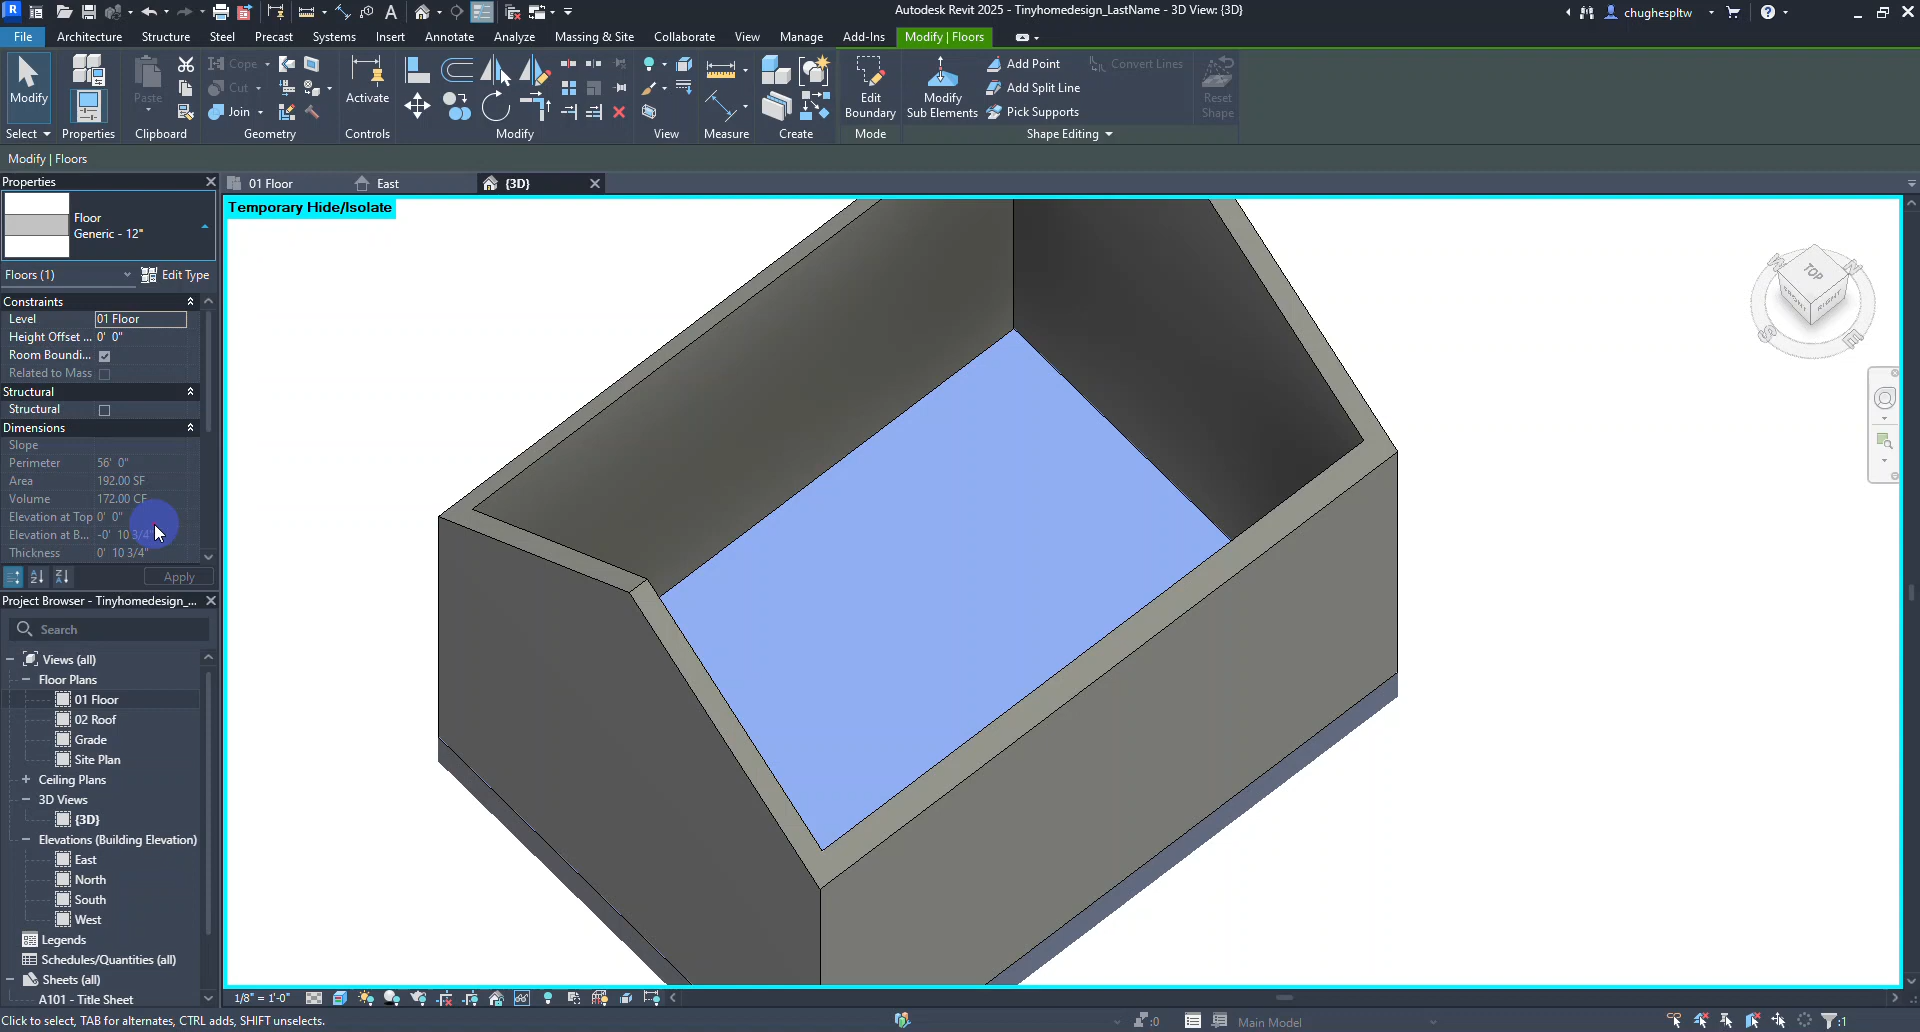 Autodesk Revit 2025 - Tinyhomedesign_LastName - 3D View: {3D}
chughespltw
File Architecture Structure Steel Precast Systems Insert Annotate Analyze Massing & Site Collaborate View Manage Add-Ins Modify | Floors
Modify
Select
Properties
Paste
Clipboard
Cope
Cut
Join
Geometry
Activate
Controls
Modify
View
Measure
Create
Edit
Boundary
Mode
Modify
Sub Elements
Add Point
Add Split Line
Pick Supports
Convert Lines
Reset
Shape
Shape Editing
Modify | Floors
Properties
Floor
Generic - 12"
Floors (1)
Edit Type
Constraints
Level 01 Floor
Height Offset ... 0' 0"
Room Boundi...
Related to Mass
Structural
Structural
Dimensions
Slope
Perimeter 56' 0"
Area 192.00 SF
Volume 172.00 CF
Elevation at Top 0' 0"
Elevation at B... -0' 10 3/4"
Thickness 0' 10 3/4"
Apply
Project Browser - Tinyhomedesign_...
Search
Views (all)
Floor Plans
01 Floor
02 Roof
Grade
Site Plan
Ceiling Plans
3D Views
{3D}
Elevations (Building Elevation)
East
North
South
West
Legends
Schedules/Quantities (all)
Sheets (all)
A101 - Title Sheet
01 Floor
East
{3D}
Temporary Hide/Isolate
TOP
FRONT
RIGHT
W
N
S
E
1/8" = 1'-0"
Click to select, TAB for alternates, CTRL adds, SHIFT unselects.
:0
Main Model
:1